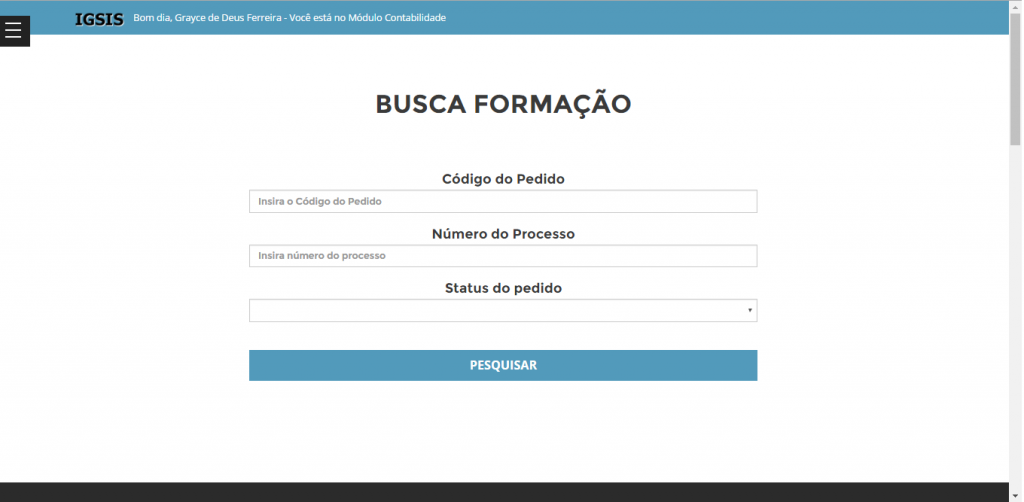 IGSIS Bom dia, Grayce de Deus Ferreira - Você está no Módulo Contabilidade
BUSCA FORMAÇÃO
Código do Pedido
Insira o Código do Pedido
Número do Processo
Insira número do processo
Status do pedido
PESQUISAR